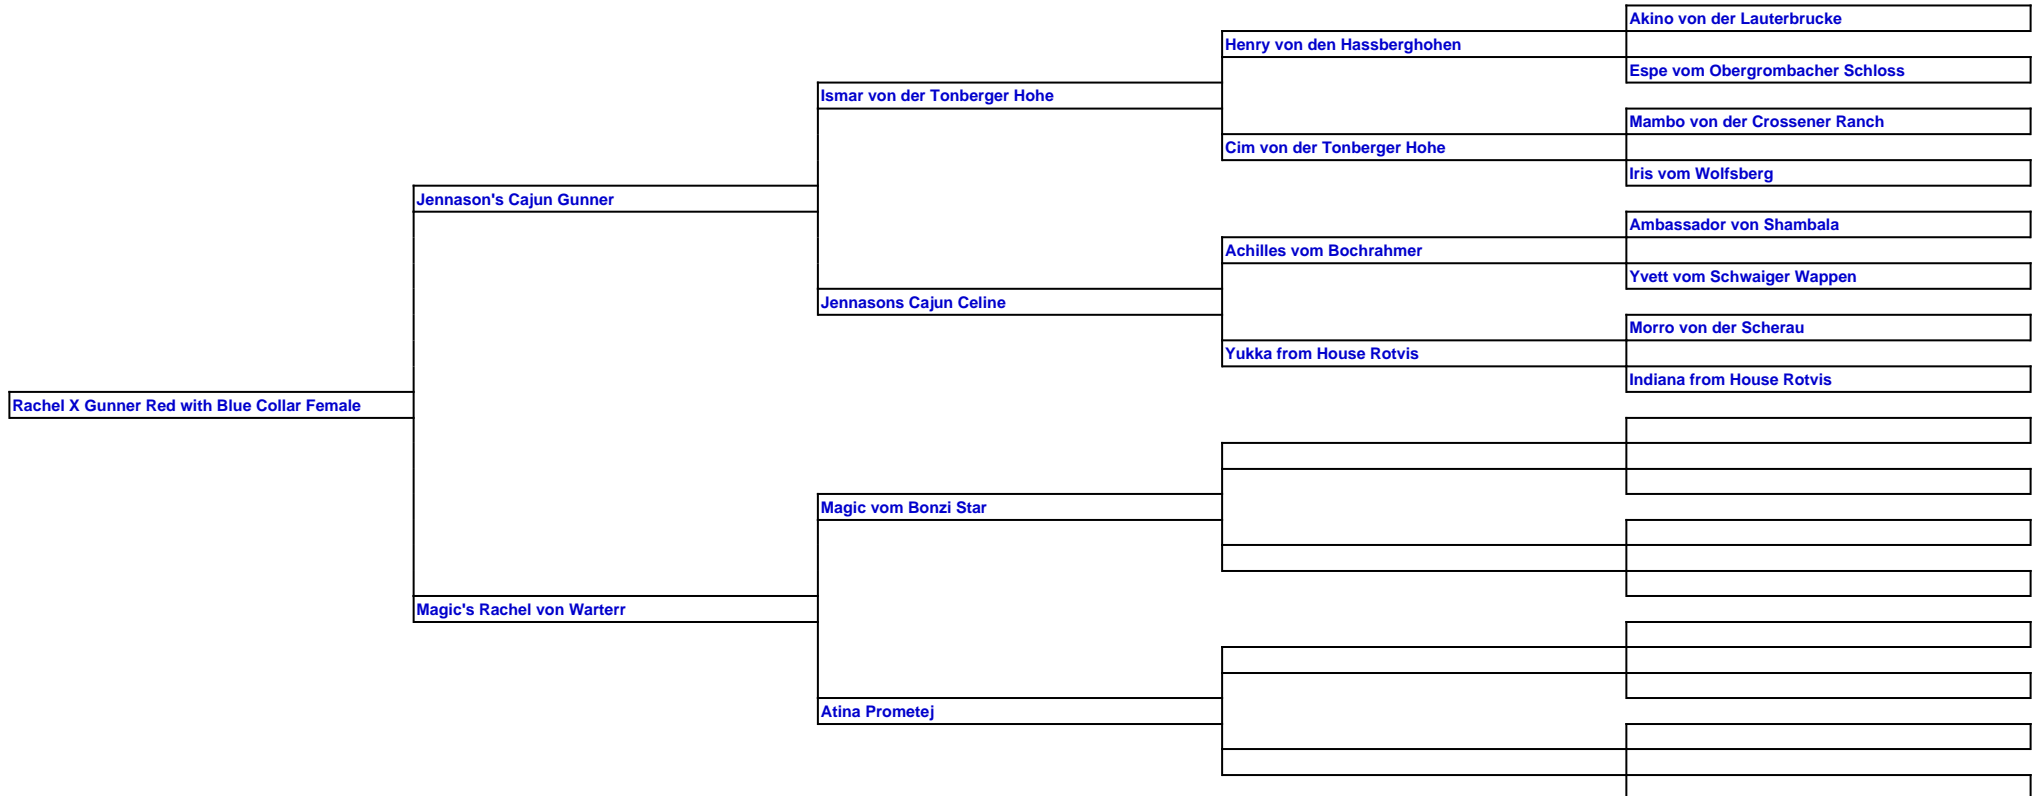 Akino von der Lauterbrucke
Henry von den Hassberghohen
Espe vom Obergrombacher Schloss
Ismar von der Tonberger Hohe
Mambo von der Crossener Ranch
Cim von der Tonberger Hohe
Iris vom Wolfsberg
Jennason's Cajun Gunner
Ambassador von Shambala
Achilles vom Bochrahmer
Yvett vom Schwaiger Wappen
Jennasons Cajun Celine
Morro von der Scherau
Yukka from House Rotvis
Indiana from House Rotvis
Rachel X Gunner Red with Blue Collar Female
Magic vom Bonzi Star
Magic's Rachel von Warterr
Atina Prometej